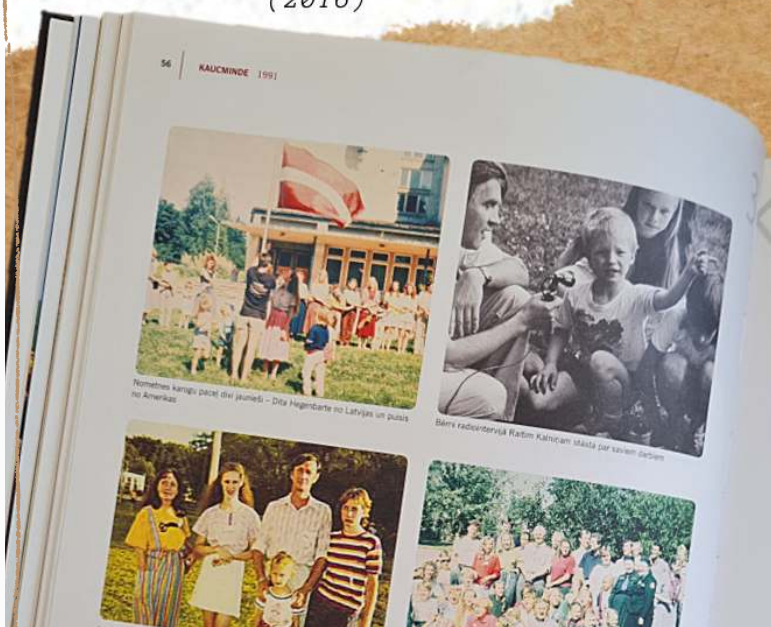 (2016)
56 KAUCMINDE 1991
Nometnes karogu paceļ divi jaunieši – Dita Hegenbarte no Latvijas un puisis
no Amerikas
Bērni radiointervijā Raitim Kalniņam stāsta par saviem darbiem